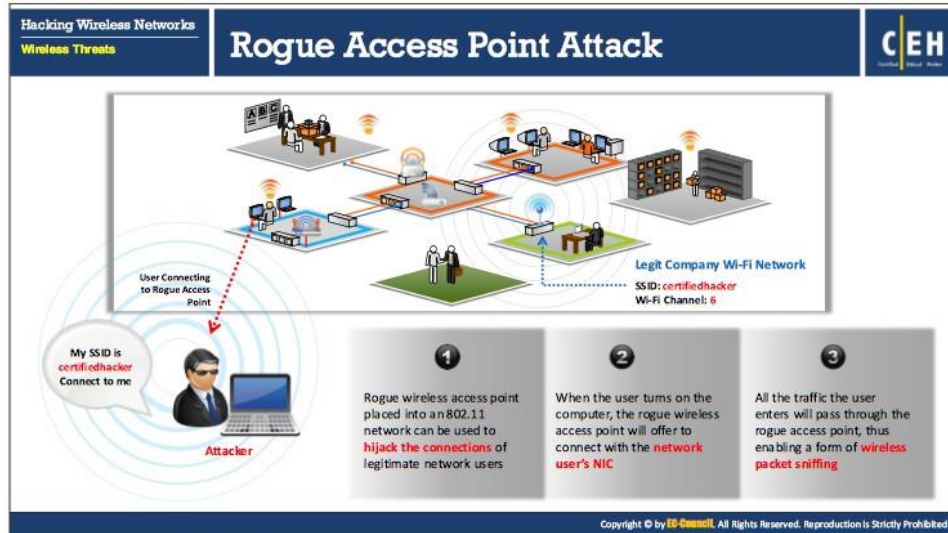 Hacking Wireless Networks
Wireless Threats
Rogue Access Point Attack
C|EH
Certified Ethical Hacker
A B C
Legit Company Wi-Fi Network
SSID: certifiedhacker
Wi-Fi Channel: 6
User Connecting
to Rogue Access
Point
My SSID is
certifiedhacker
Connect to me
Attacker
1
Rogue wireless access point
placed into an 802.11
network can be used to
hijack the connections of
legitimate network users
2
When the user turns on the
computer, the rogue wireless
access point will offer to
connect with the network
user's NIC
3
All the traffic the user
enters will pass through the
rogue access point, thus
enabling a form of wireless
packet sniffing
Copyright © by EC-Council. All Rights Reserved. Reproduction is Strictly Prohibited.